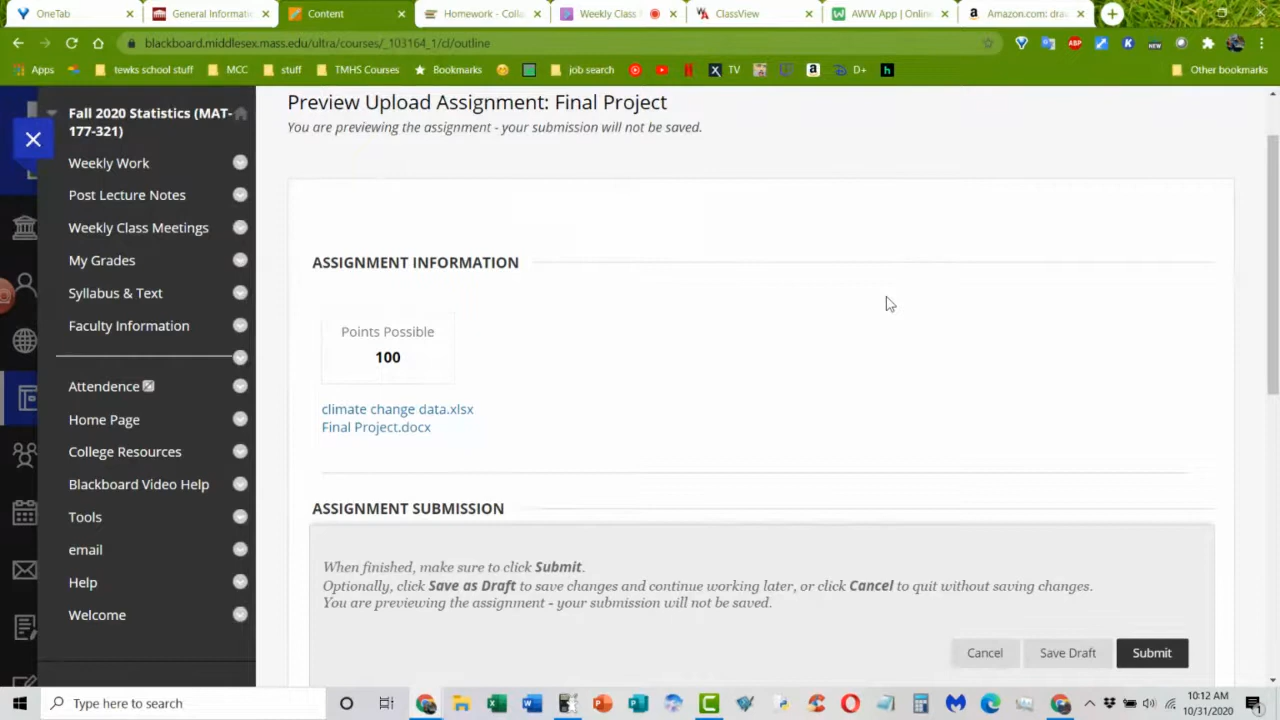 OneTab
General Informati
Content
Homework - Colla
Weekly Class
ClassView
AWW App | Online
Amazon.com: drav
blackboard.middlesex.mass.edu/ultra/courses/_103164_1/cl/outline
Apps
tewks school stuff
MCC
stuff
TMHS Courses
Bookmarks
job search
TV
D+
Other bookmarks
Fall 2020 Statistics (MAT-
177-321)
Weekly Work
Post Lecture Notes
Weekly Class Meetings
My Grades
Syllabus & Text
Faculty Information
Attendence
Home Page
College Resources
Blackboard Video Help
Tools
email
Help
Welcome
Preview Upload Assignment: Final Project
You are previewing the assignment - your submission will not be saved.
ASSIGNMENT INFORMATION
Points Possible
100
climate change data.xlsx
Final Project.docx
ASSIGNMENT SUBMISSION
When finished, make sure to click Submit.
Optionally, click Save as Draft to save changes and continue working later, or click Cancel to quit without saving changes.
You are previewing the assignment - your submission will not be saved.
Cancel
Save Draft
Submit
Type here to search
10:12 AM
10/31/2020